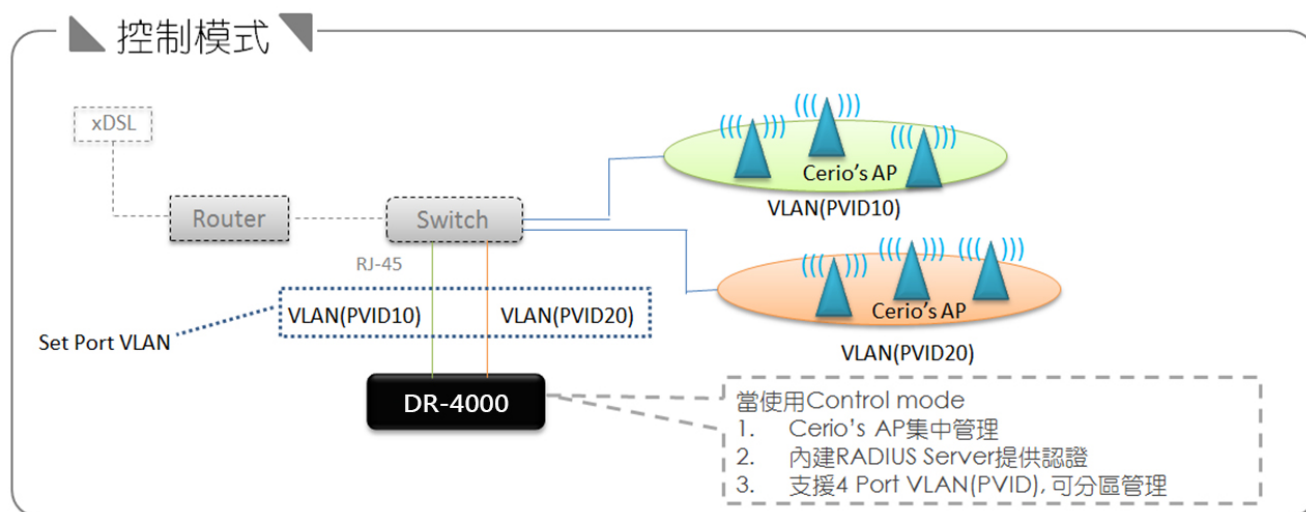 控制模式
xDSL
Router
Switch
RJ-45
Cerio's AP
VLAN(PVID10)
Cerio's AP
VLAN(PVID20)
VLAN(PVID10)
VLAN(PVID20)
Set Port VLAN
DR-4000
當使用Control mode
1. Cerio's AP集中管理
2. 內建RADIUS Server提供認證
3. 支援4 Port VLAN(PVID),可分區管理